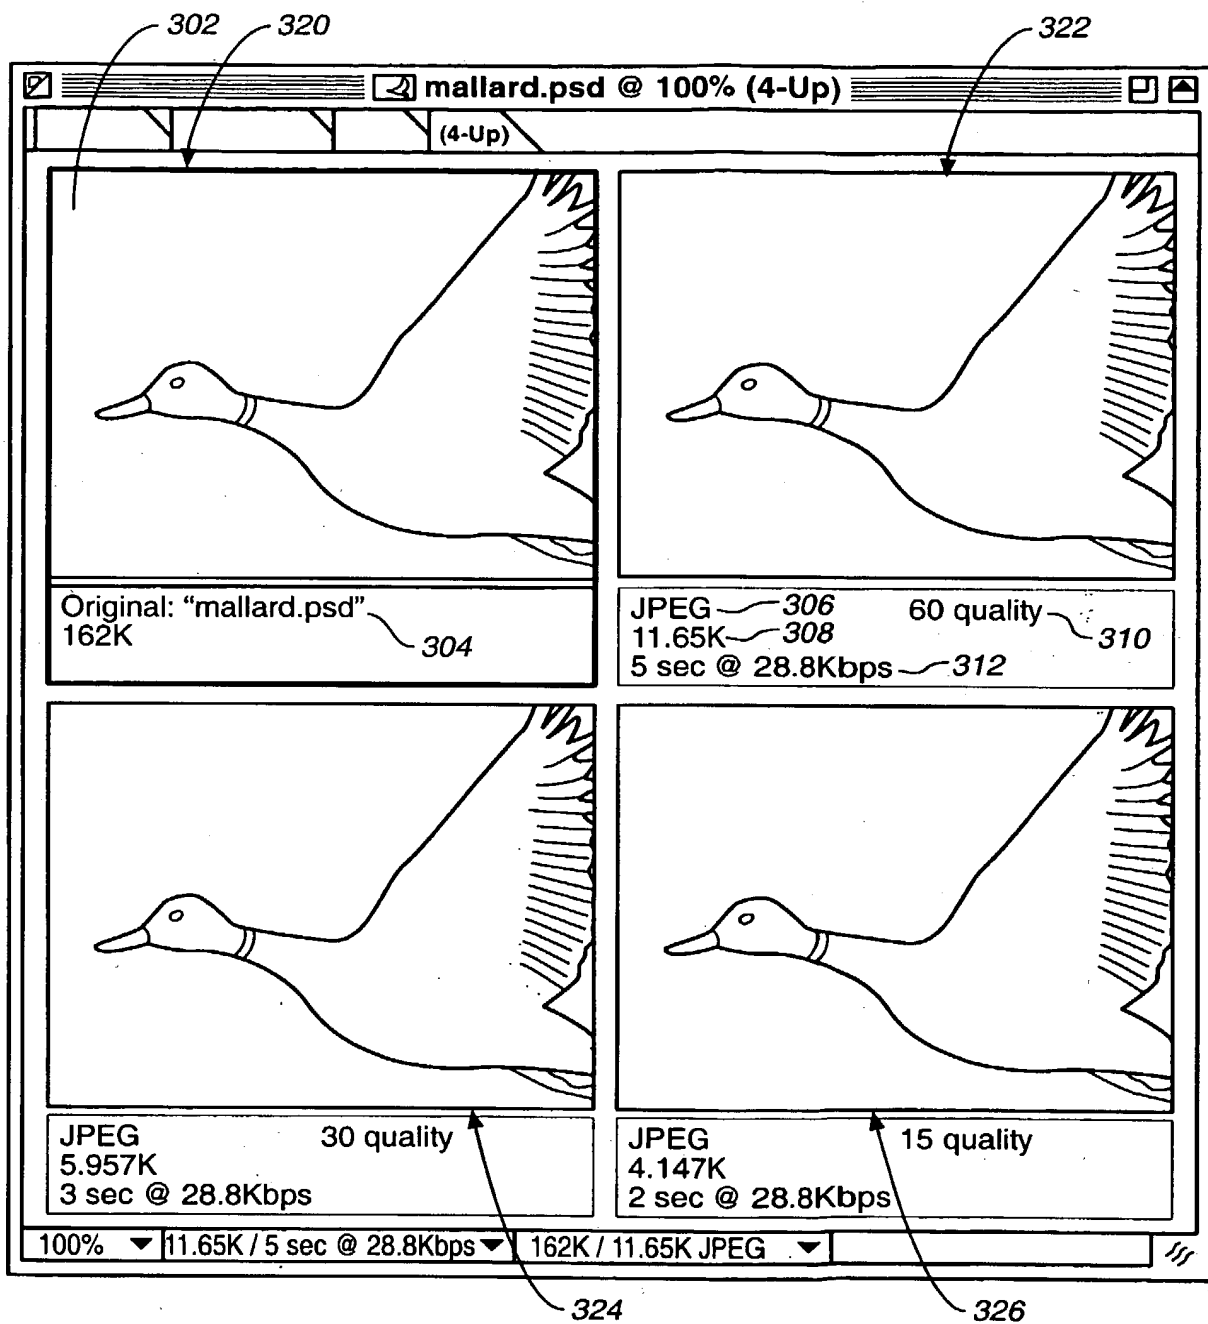 302 320 322
mallard.psd @ 100% (4-Up)
(4-Up)
Original: “mallard.psd”
162K
304
JPEG 306 60 quality
11.65K 308 310
5 sec @ 28.8Kbps 312
JPEG 30 quality
5.957K
3 sec @ 28.8Kbps
JPEG 15 quality
4.147K
2 sec @ 28.8Kbps
100% 11.65K / 5 sec @ 28.8Kbps 162K / 11.65K JPEG
324 326